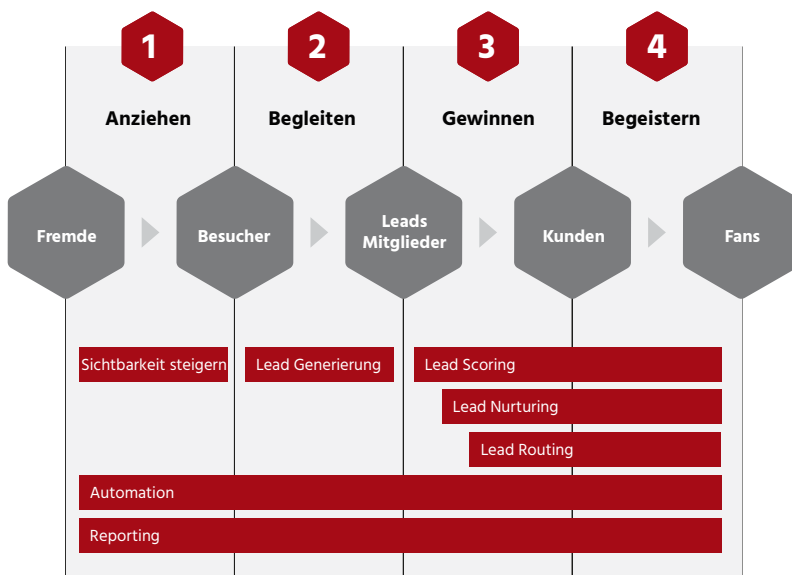 1
2
3
4
Anziehen
Begleiten
Gewinnen
Begeistern
Fremde
Besucher
Leads
Mitglieder
Kunden
Fans
Sichtbarkeit steigern
Lead Generierung
Lead Scoring
Lead Nurturing
Lead Routing
Automation
Reporting